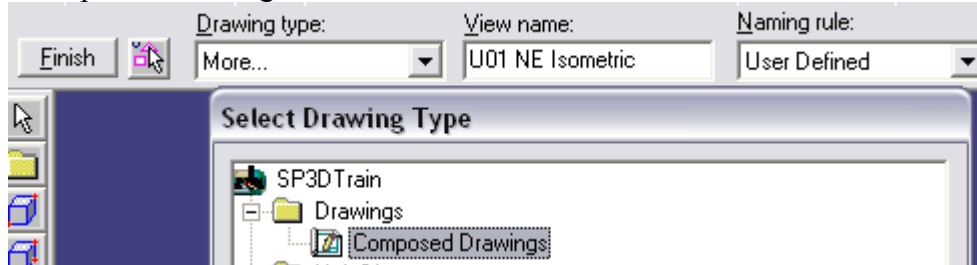 Drawing type: View name: Naming rule:
Finish More... U01 NE Isometric User Defined
Select Drawing Type
SP3DTrain
Drawings
Composed Drawings